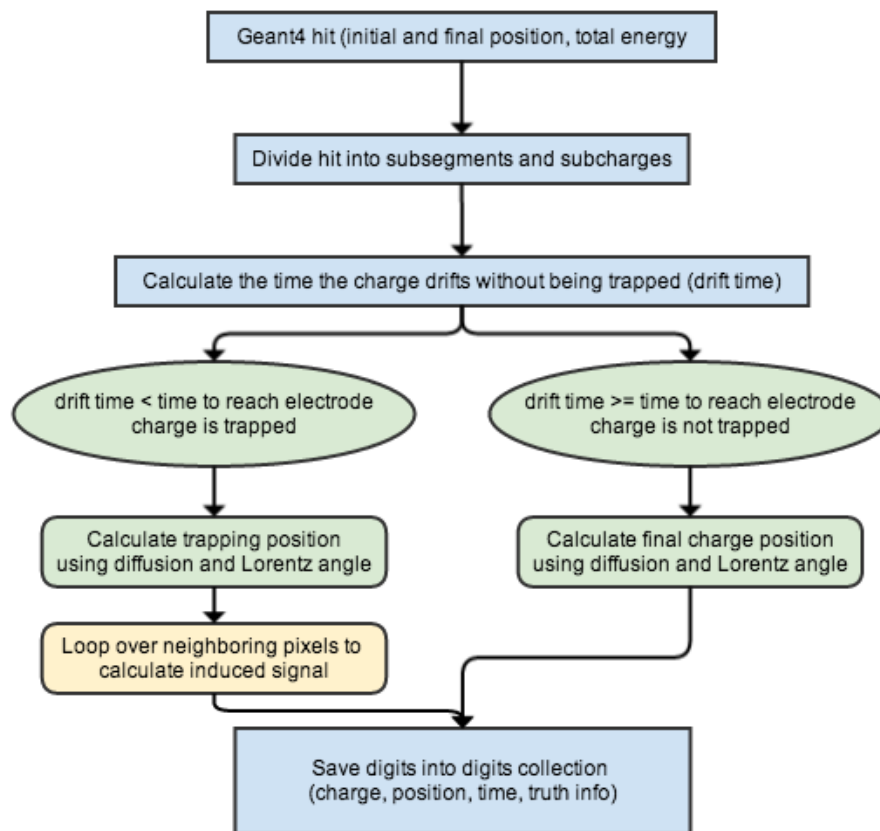 Geant4 hit (initial and final position, total energy
Divide hit into subsegments and subcharges
Calculate the time the charge drifts without being trapped (drift time)
drift time < time to reach electrode
charge is trapped
drift time >= time to reach electrode
charge is not trapped
Calculate trapping position
using diffusion and Lorentz angle
Calculate final charge position
using diffusion and Lorentz angle
Loop over neighboring pixels to
calculate induced signal
Save digits into digits collection
(charge, position, time, truth info)